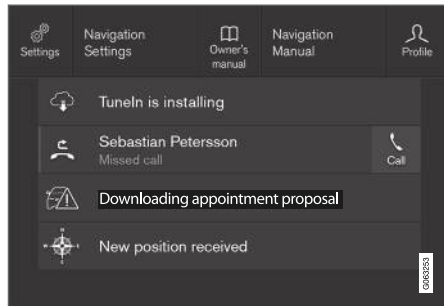 Settings
Navigation
Settings
Owner's
manual
Navigation
Manual
Profile
TuneIn is installing
Sebastian Petersson
Missed call
Call
Downloading appointment proposal
New position received
G063253